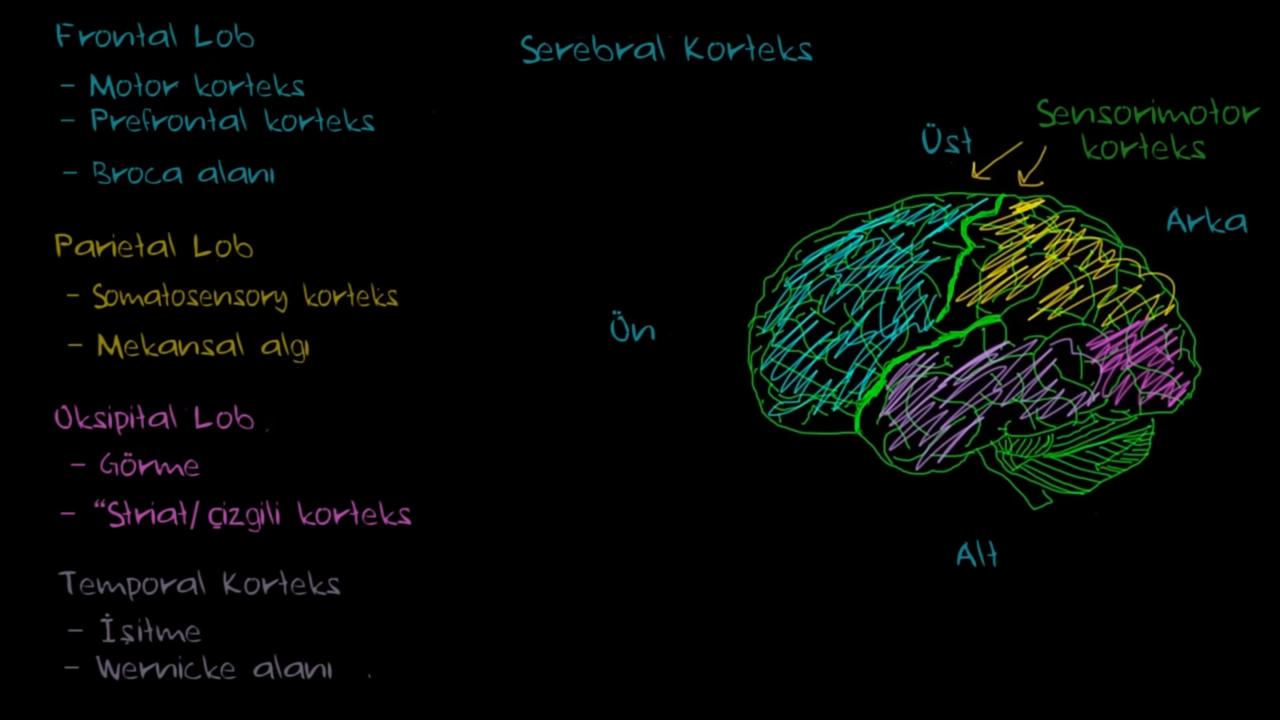 Frontal Lob
- Motor korteks
- Prefrontal korteks
- Broca alanı
Parietal Lob
- Somatosensory korteks
- Mekansal algı
Oksipital Lob
- Görme
- "Striat/çizgili korteks
Temporal Korteks
- İşitme
- Wernicke alanı
Serebral Korteks
Sensorimotor
korteks
Üst
Arka
Ön
Alt